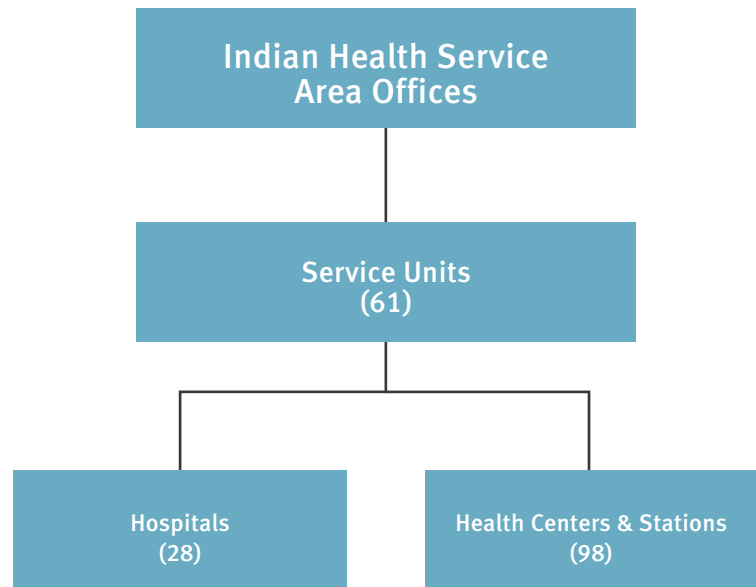 Indian Health Service
Area Offices
Service Units
(61)
Hospitals
(28)
Health Centers & Stations
(98)